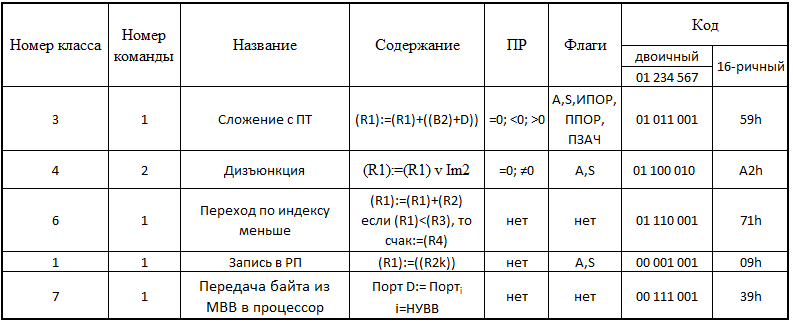 Номер класса
Номер
команды
Название
Содержание
ПР
Флаги
Код
двоичный
16-ричный
01 234 567
3
1
Сложение с ПТ
(R1):=(R1)+((B2)+D))
=0; <0; >0
A,S,ИПОР,
ППОР,
ПЗАЧ
01 011 001
59h
4
2
Дизъюнкция
(R1):=(R1) v Im2
=0; ≠0
A,S
01 100 010
A2h
6
1
Переход по индексу
меньше
(R1):=(R1)+(R2)
если (R1)<(R3), то
счак:=(R4)
нет
нет
01 110 001
71h
1
1
Запись в РП
(R1):=((R2k))
нет
A,S
00 001 001
09h
7
1
Передача байта из
МВВ в процессор
Порт D:= Портi
i=НУВВ
нет
нет
00 111 001
39h